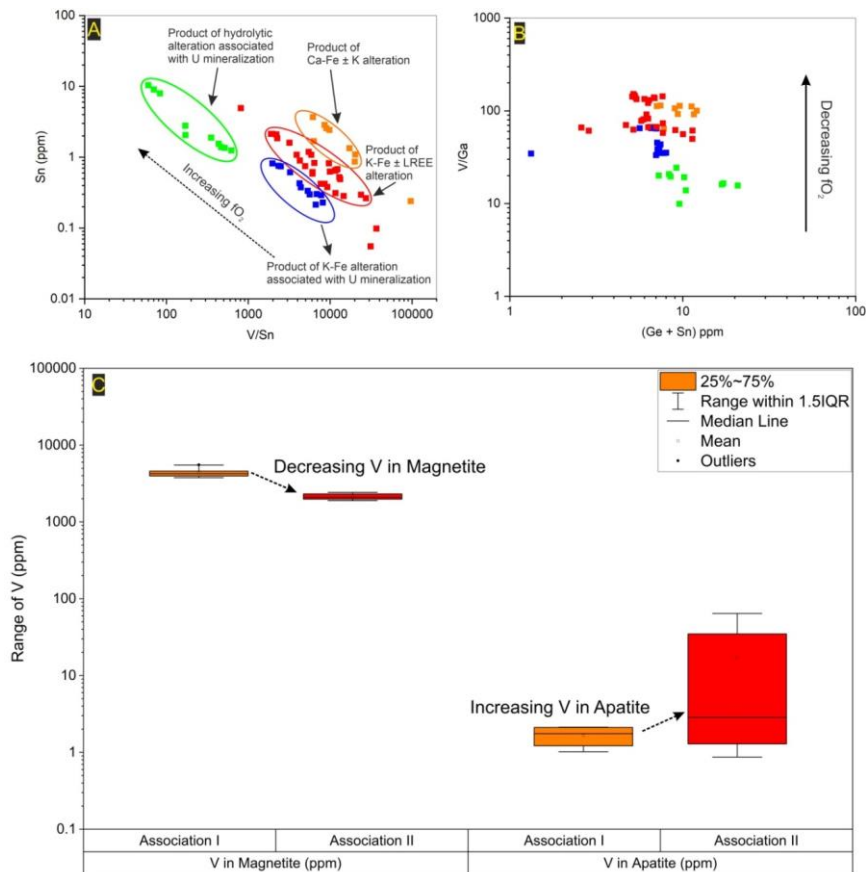 A
Product of hydrolytic
alteration associated
with U mineralization
Product of
Ca-Fe ± K alteration
Product of
K-Fe ± LREE
alteration
Increasing fO₂
Product of K-Fe alteration
associated with U mineralization
Sn (ppm)
10
1
0.1
0.01
10
100
1000
10000
100000
V/Sn
B
Decreasing fO₂
V/Ga
1000
100
10
1
1
10
100
(Ge + Sn) ppm
C
25%~75%
Range within 1.5IQR
Median Line
Mean
Outliers
Decreasing V in Magnetite
Increasing V in Apatite
Range of V (ppm)
100000
10000
1000
100
10
1
0.1
Association I
Association II
Association I
Association II
V in Magnetite (ppm)
V in Apatite (ppm)